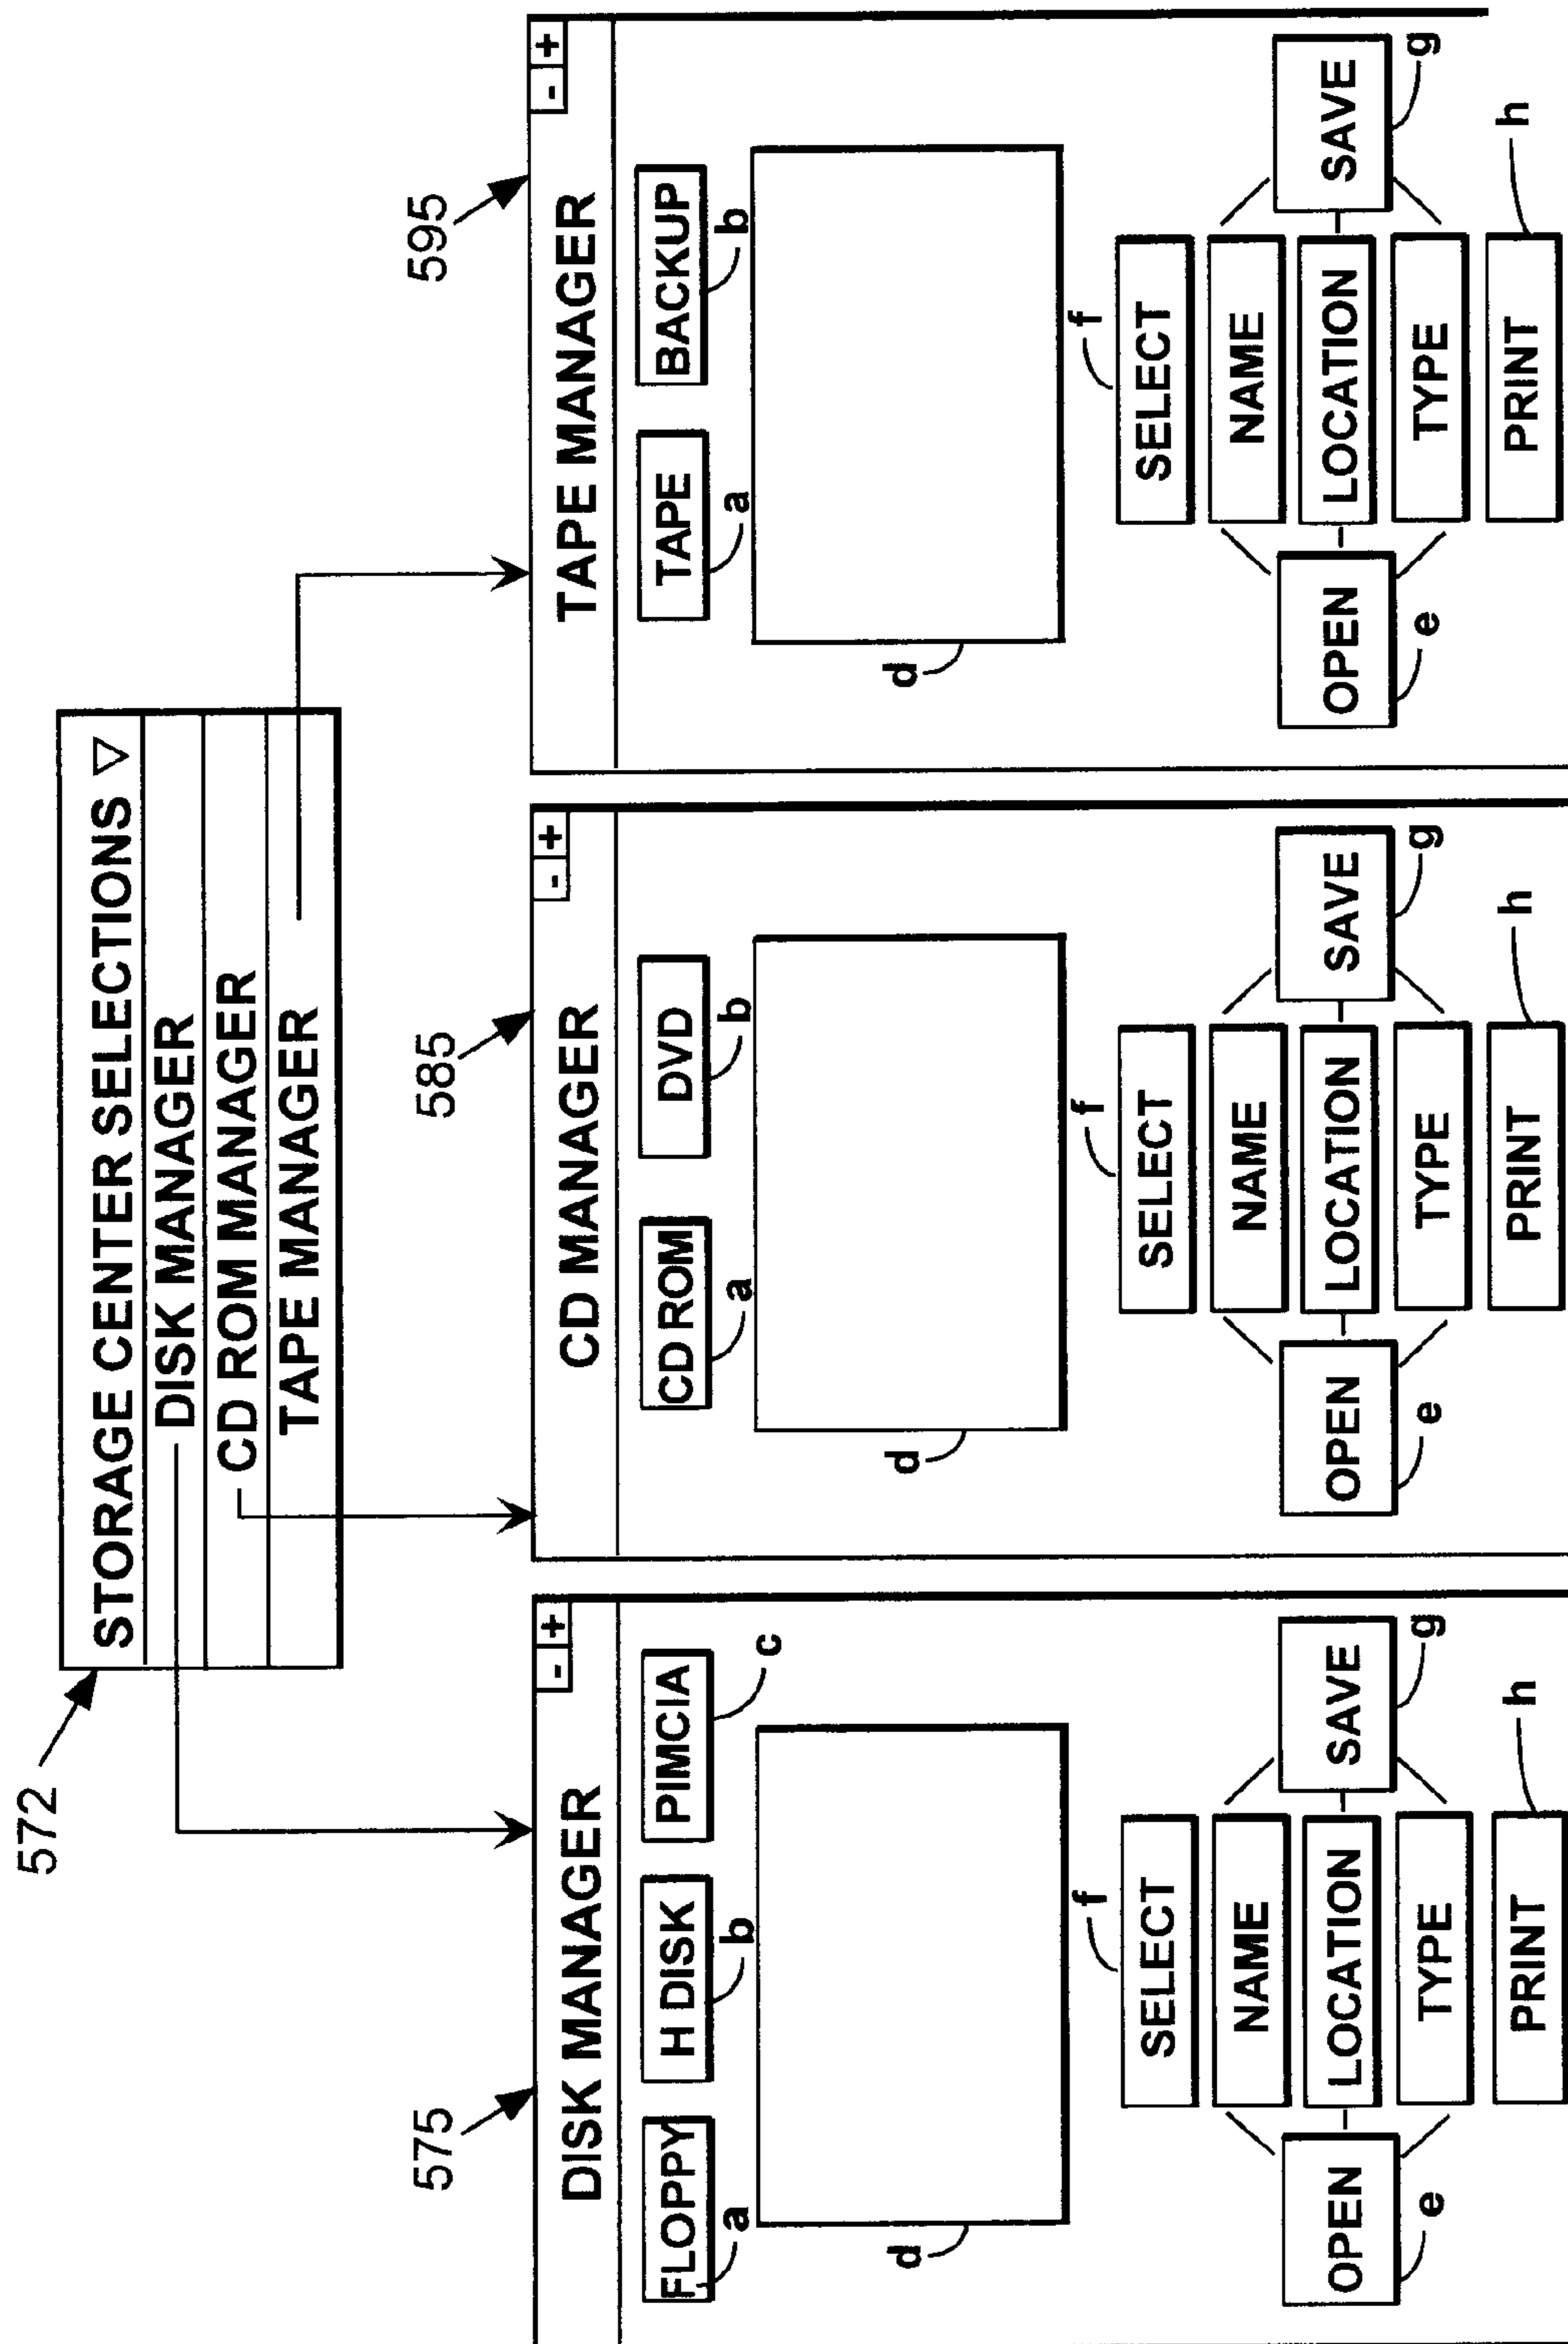 572
STORAGE CENTER SELECTIONS ▽
DISK MANAGER
CD ROM MANAGER
TAPE MANAGER
575
- +
DISK MANAGER
FLOPPY
H DISK
PIMCIA
a
b
c
d
f
SELECT
NAME
OPEN
LOCATION
SAVE
TYPE
e
g
PRINT
h
585
- +
CD MANAGER
CD ROM
DVD
a
b
d
f
SELECT
NAME
OPEN
LOCATION
SAVE
TYPE
e
g
PRINT
h
595
- +
TAPE MANAGER
TAPE
BACKUP
a
b
d
f
SELECT
NAME
OPEN
LOCATION
SAVE
TYPE
e
g
PRINT
h